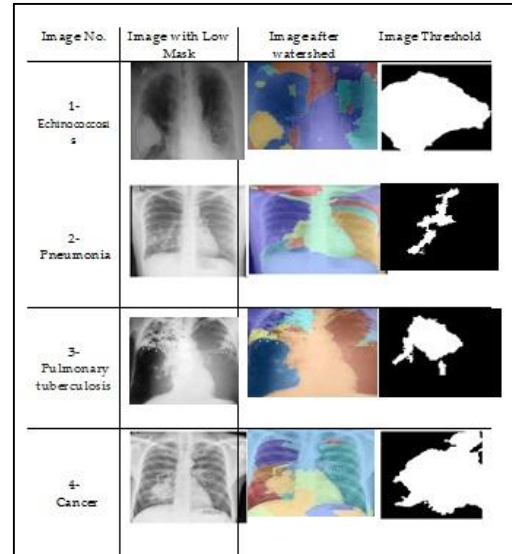 Image No.
Image with Low
Mask
Image after
watershed
Image Threshold
1-
Echinococcosi
s
2-
Pneumonia
3-
Pulmonary
tuberculosis
4-
Cancer